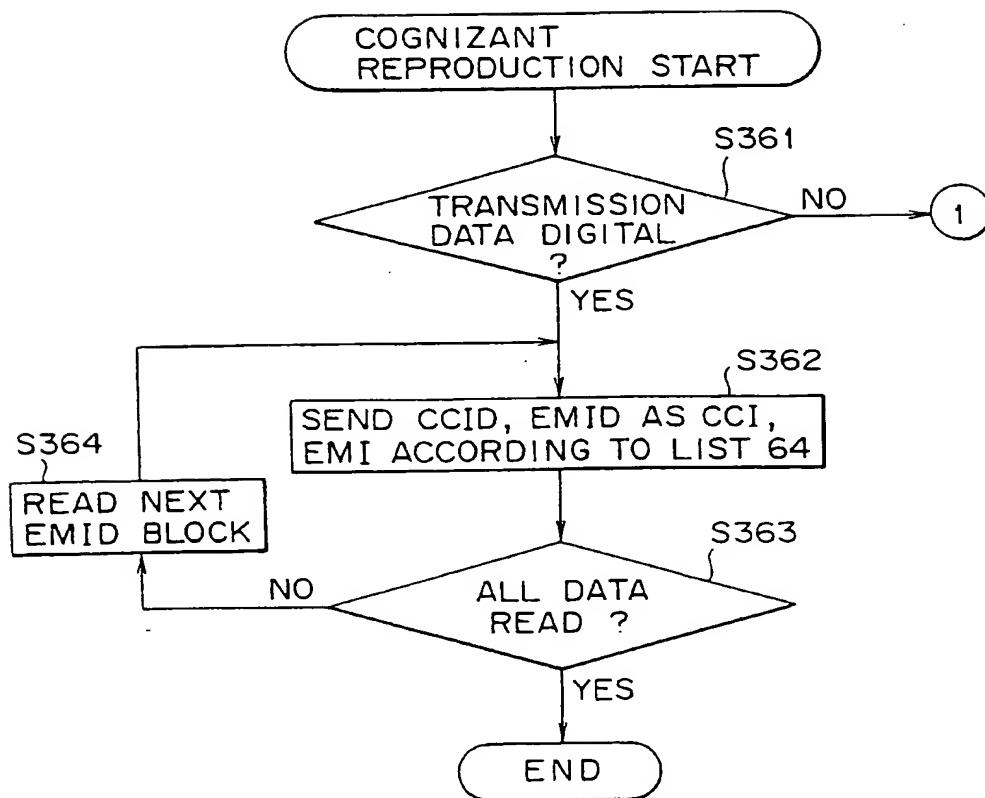 COGNIZANT
REPRODUCTION START
S361
TRANSMISSION
DATA DIGITAL
?
NO
1
YES
S362
SEND CCID, EMID AS CCI,
EMI ACCORDING TO LIST 64
S364
READ NEXT
EMID BLOCK
S363
ALL DATA
READ ?
NO
YES
END